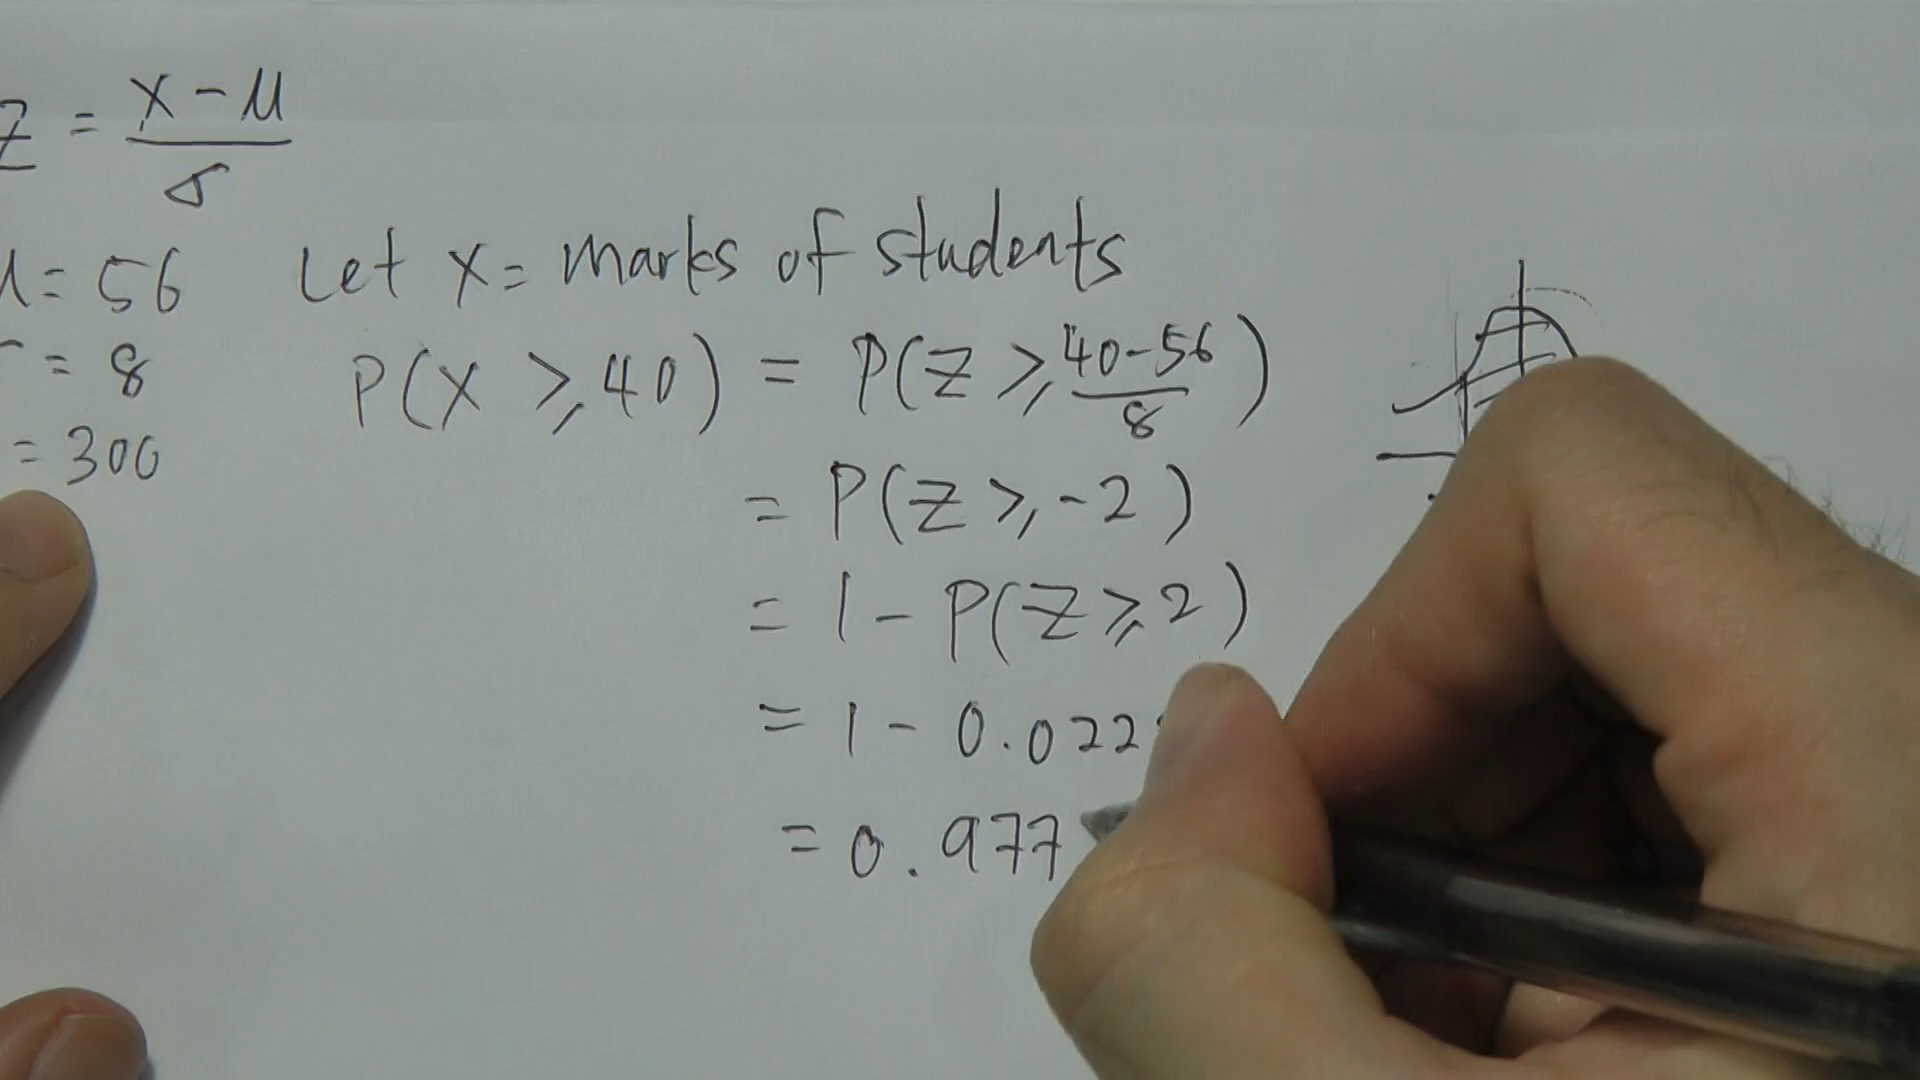 Z = X - μ / σ
μ = 56 Let X = marks of students
σ = 8 P(X ⩾ 40) = P(Z ⩾ 40-56 / 8)
= 300
= P(Z ⩾ -2)
= 1 - P(Z ⩾ 2)
= 1 - 0.022
= 0.977